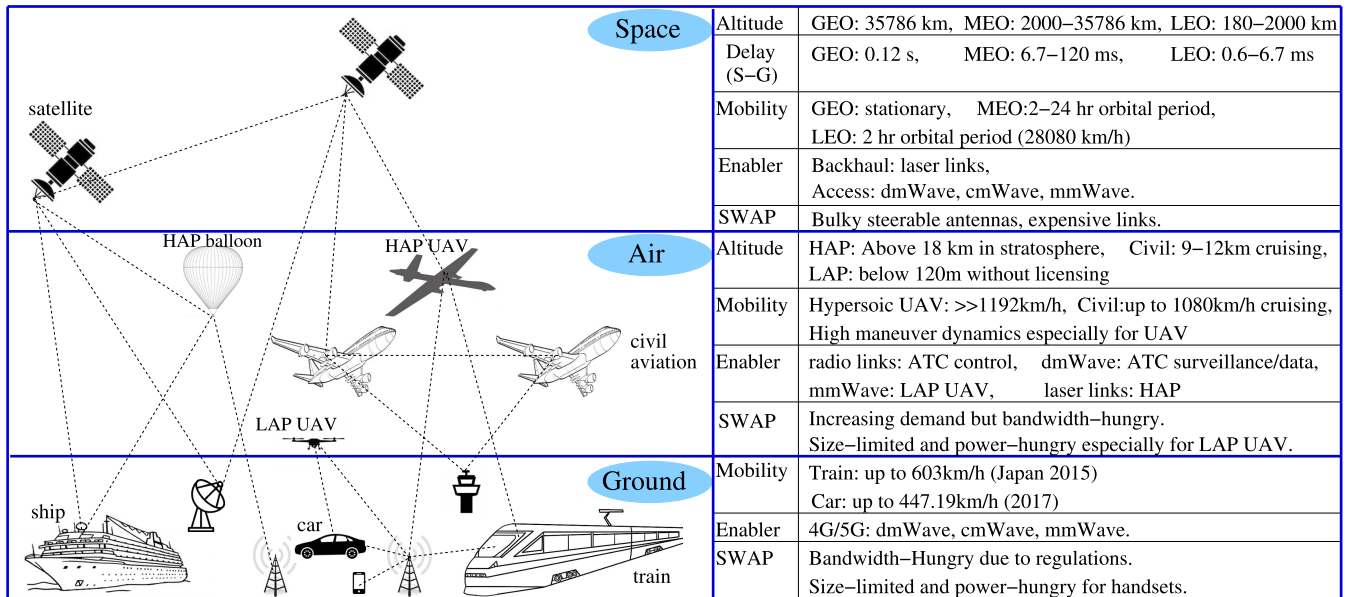 Space
satellite
Altitude GEO: 35786 km, MEO: 2000−35786 km, LEO: 180−2000 km
Delay GEO: 0.12 s, MEO: 6.7−120 ms, LEO: 0.6−6.7 ms
(S−G)
Mobility GEO: stationary, MEO:2−24 hr orbital period,
LEO: 2 hr orbital period (28080 km/h)
Enabler Backhaul: laser links,
Access: dmWave, cmWave, mmWave.
SWAP Bulky steerable antennas, expensive links.
Air
HAP balloon
HAP UAV
civil
aviation
LAP UAV
Altitude HAP: Above 18 km in stratosphere, Civil: 9−12km cruising,
LAP: below 120m without licensing
Mobility Hypersoic UAV: >>1192km/h, Civil:up to 1080km/h cruising,
High maneuver dynamics especially for UAV
Enabler radio links: ATC control, dmWave: ATC surveillance/data,
mmWave: LAP UAV, laser links: HAP
SWAP Increasing demand but bandwidth−hungry.
Size−limited and power−hungry especially for LAP UAV.
Ground
ship
car
train
Mobility Train: up to 603km/h (Japan 2015)
Car: up to 447.19km/h (2017)
Enabler 4G/5G: dmWave, cmWave, mmWave.
SWAP Bandwidth−Hungry due to regulations.
Size−limited and power−hungry for handsets.